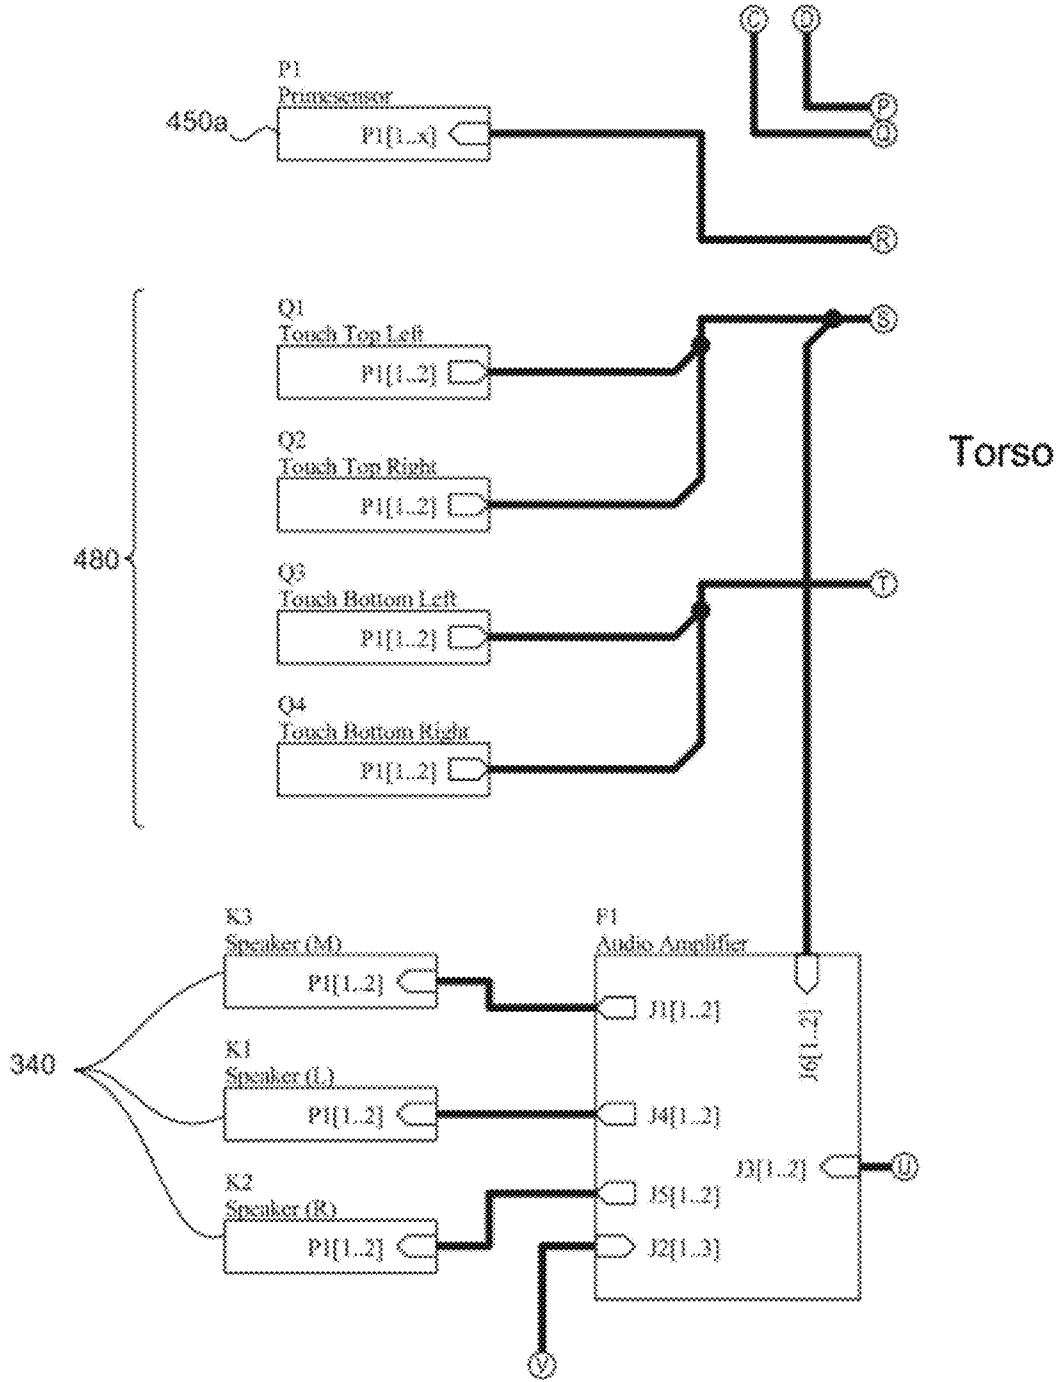 C D
P1
Primesensor
450a
P1[1..x]
P
Q
R
Q1
Touch Top Left
P1[1..2]
S
Q2
Touch Top Right
P1[1..2]
Torso
480
Q3
Touch Bottom Left
P1[1..2]
T
Q4
Touch Bottom Right
P1[1..2]
K3
Speaker (M)
P1[1..2]
F1
Audio Amplifier
J1[1..2]
J6[1..2]
340
K1
Speaker (L)
P1[1..2]
J4[1..2]
J3[1..2]
U
K2
Speaker (R)
P1[1..2]
J5[1..2]
J2[1..3]
V